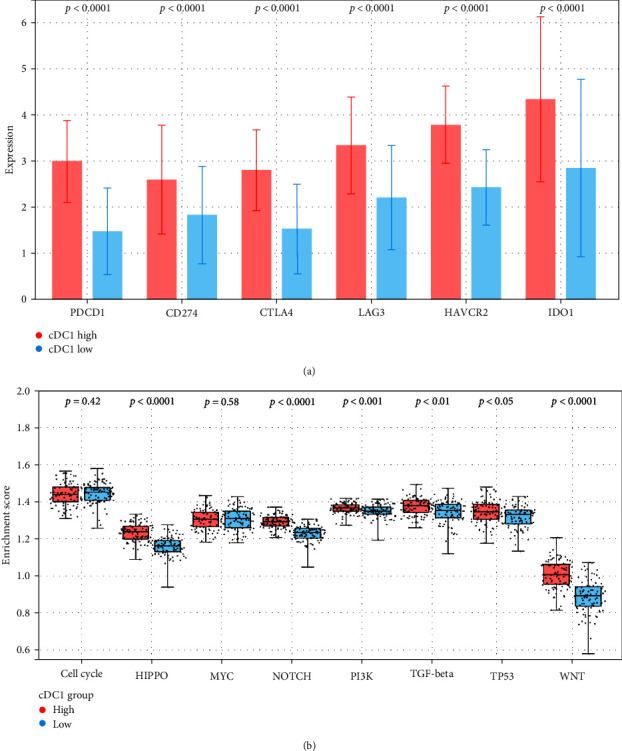 p < 0.0001 p < 0.0001 p < 0.0001 p < 0.0001 p < 0.0001 p < 0.0001
6
5
4
3
2
1
0
Expression
PDCD1 CD274 CTLA4 LAG3 HAVCR2 IDO1
cDC1 high
cDC1 low
(a)
2.0
p = 0.42 p < 0.0001 p = 0.58 p < 0.0001 p < 0.001 p < 0.01 p < 0.05 p < 0.0001
1.8
1.6
1.4
1.2
1.0
0.8
0.6
Enrichment score
Cell cycle HIPPO MYC NOTCH PI3K TGF-beta TP53 WNT
cDC1 group
High
Low
(b)